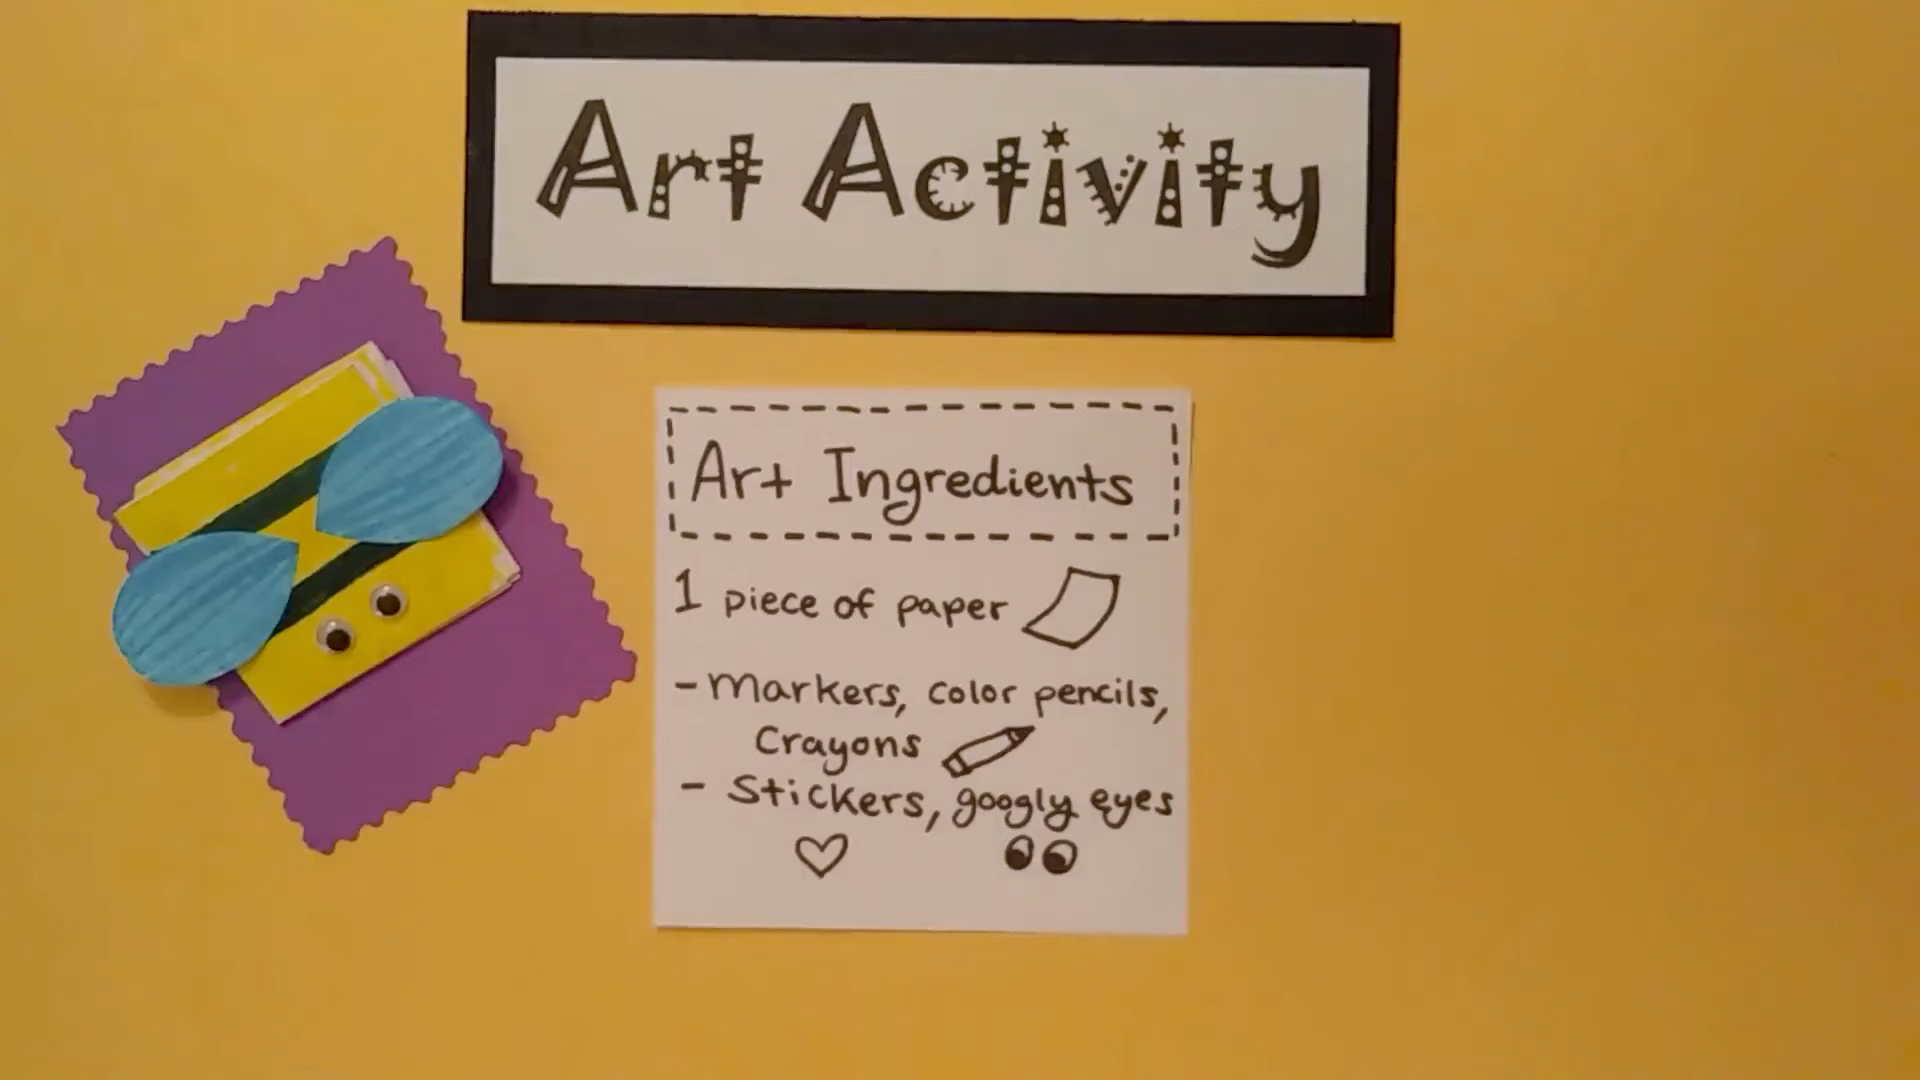 Art Activity
Art Ingredients
1 piece of paper
- Markers, color pencils,
Crayons
- Stickers, googly eyes